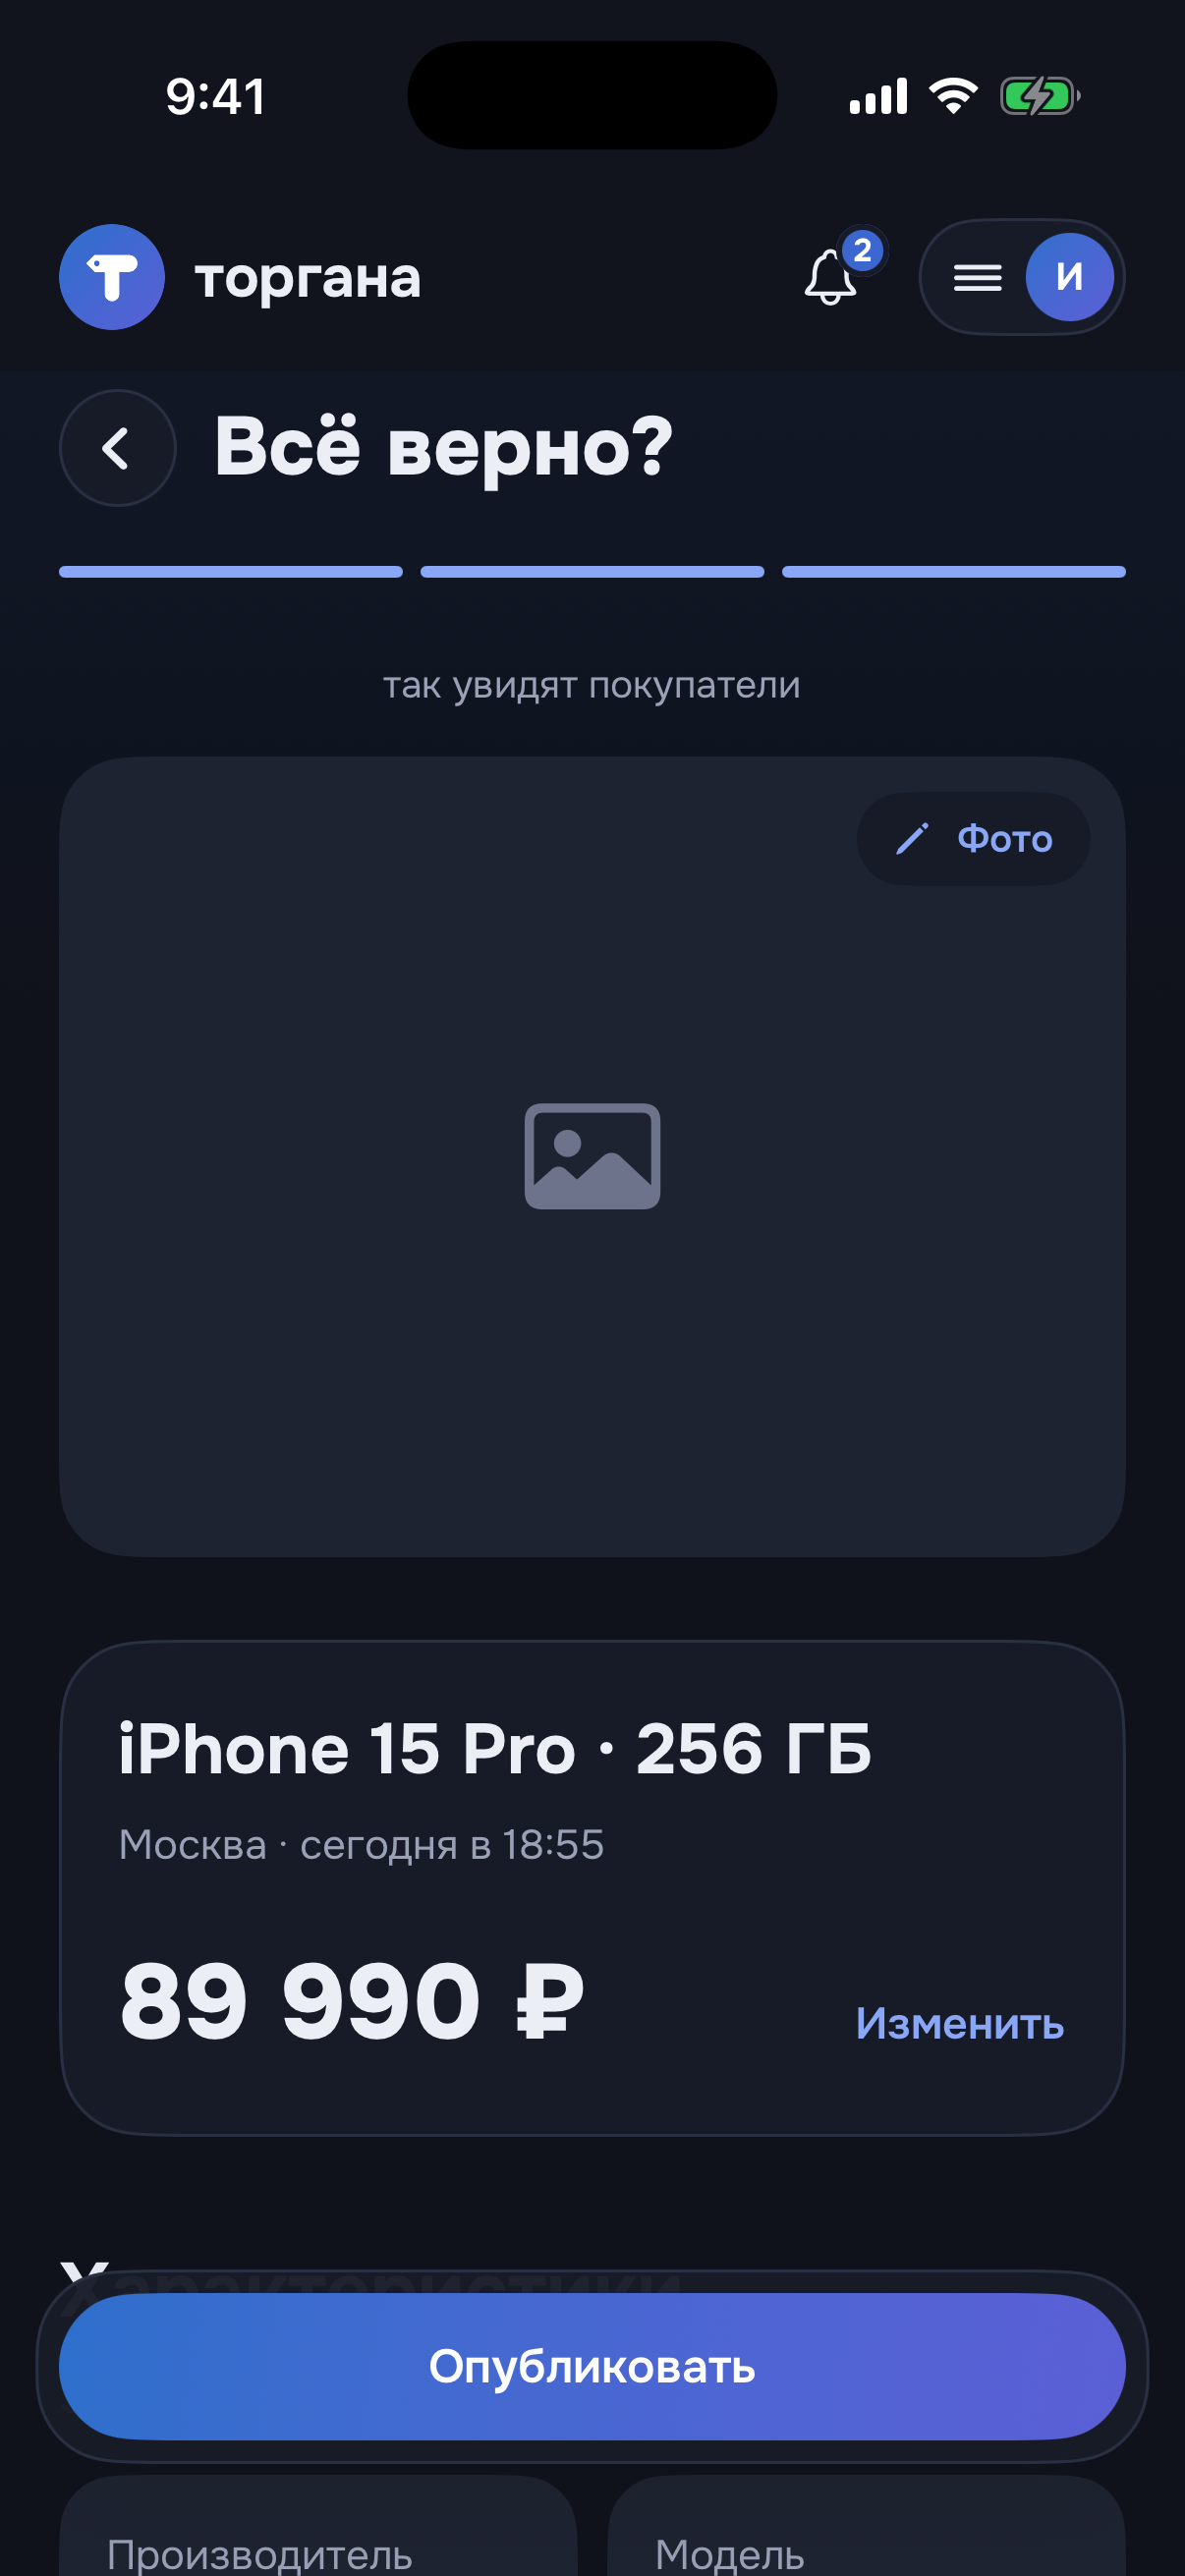 9:41
торгана
2
И
Всё верно?
так увидят покупатели
Фото
iPhone 15 Pro · 256 ГБ
Москва · сегодня в 18:55
89 990 ₽
Изменить
Характеристики
Опубликовать
Производитель
Модель